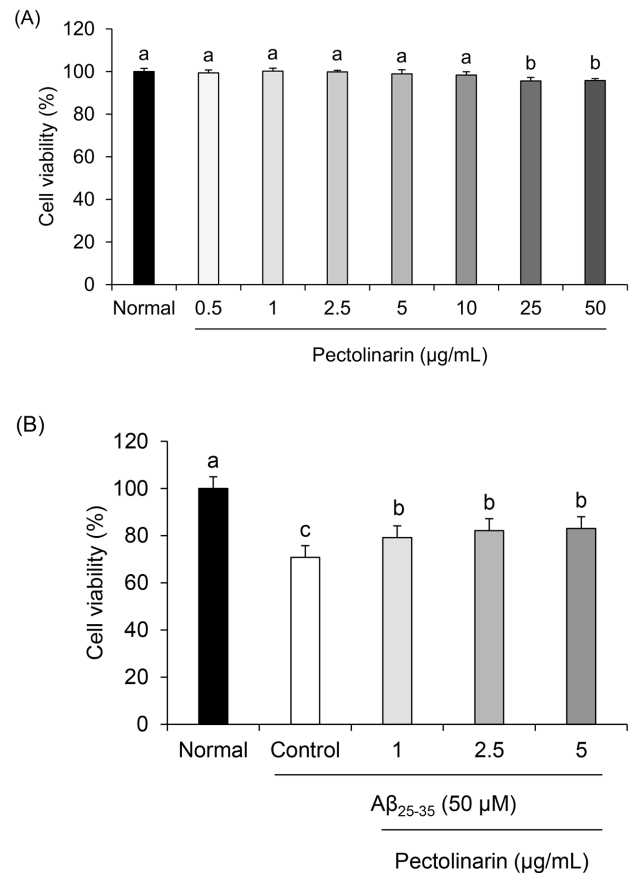 (A)
120
100
80
60
40
20
0
Cell viability (%)
a a a a a a b b
Normal 0.5 1 2.5 5 10 25 50
Pectolinarin (µg/mL)
(B)
120
100
80
60
40
20
0
Cell viability (%)
a c b b b
Normal Control 1 2.5 5
Aβ25-35 (50 µM)
Pectolinarin (µg/mL)